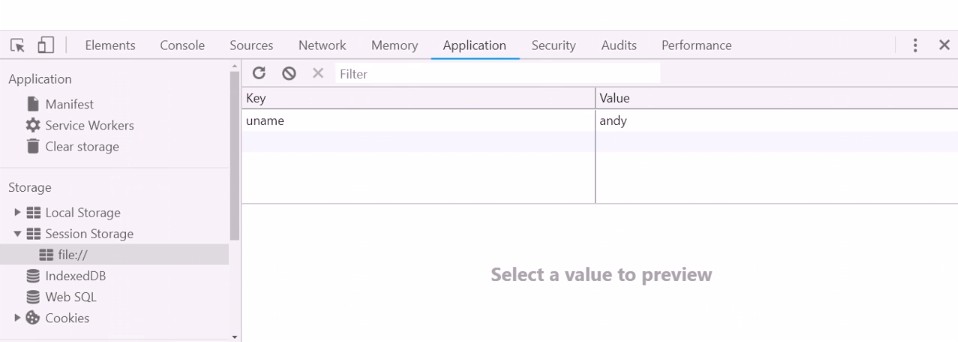 Elements Console Sources Network Memory Application Security Audits Performance
Application
Manifest
Service Workers
Clear storage
Storage
Local Storage
Session Storage
file://
IndexedDB
Web SQL
Cookies
Filter
Key Value
uname andy
Select a value to preview